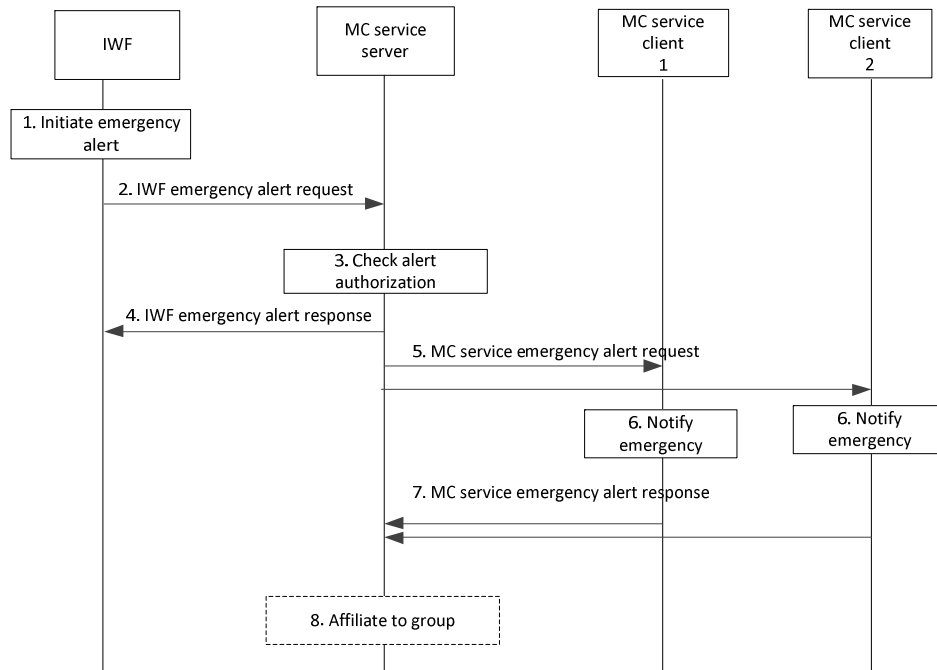 IWF
MC service
server
MC service
client
1
MC service
client
2
1. Initiate emergency
alert
2. IWF emergency alert request
3. Check alert
authorization
4. IWF emergency alert response
5. MC service emergency alert request
6. Notify
emergency
6. Notify
emergency
7. MC service emergency alert response
8. Affiliate to group